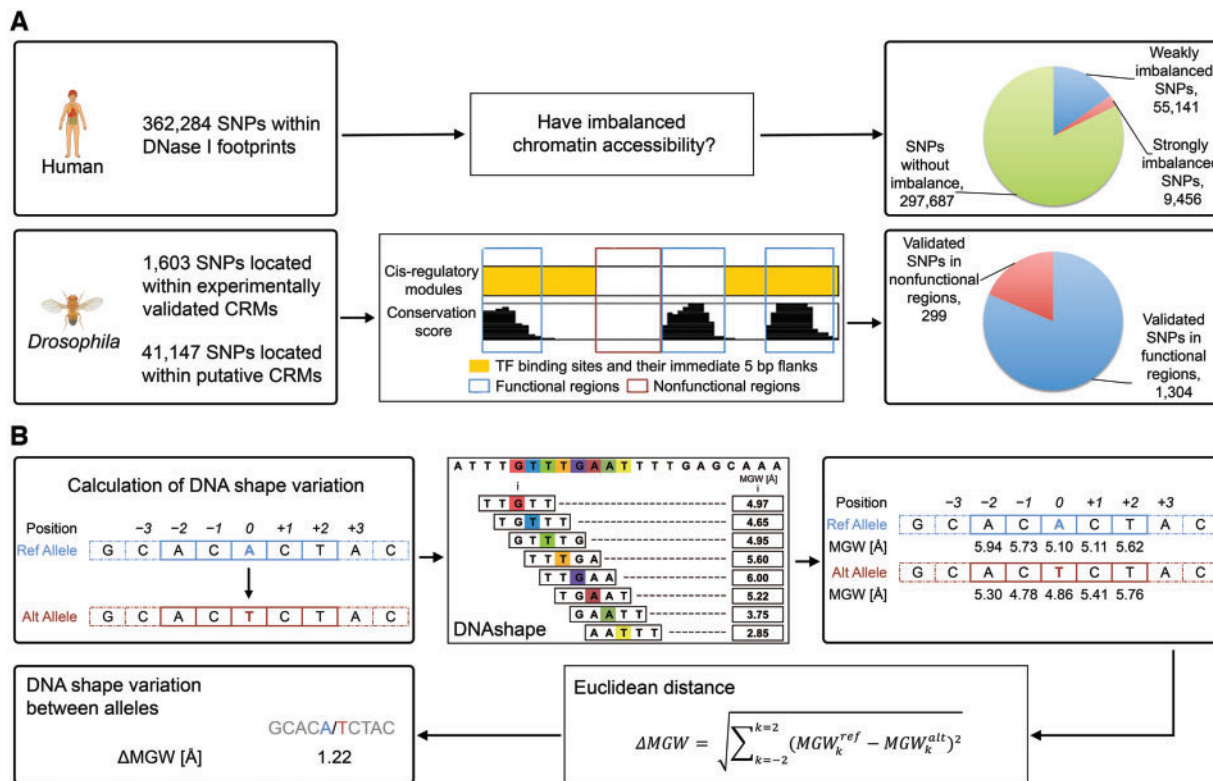 A
Human
362,284 SNPs within
DNase I footprints
Have imbalanced
chromatin accessibility?
Weakly
imbalanced
SNPs,
55,141
SNPs
without
imbalance,
297,687
Strongly
imbalanced
SNPs,
9,456
Drosophila
1,603 SNPs located
within experimentally
validated CRMs
41,147 SNPs located
within putative CRMs
Cis-regulatory
modules
Conservation
score
TF binding sites and their immediate 5 bp flanks
Functional regions Nonfunctional regions
Validated
SNPs in
nonfunctional
regions,
299
Validated
SNPs in
functional
regions,
1,304
B
Calculation of DNA shape variation
Position −3 −2 −1 0 +1 +2 +3
Ref Allele G C A C A C T A C
Alt Allele G C A C T C T A C
A T T T G T T T G A A T T T T G A G C A A A
MGW [Å]
i i
T T G T T 4.97
T G T T T 4.65
G T T T G 4.95
T T T G A 5.60
T T G A A 6.00
T G A A T 5.22
G A A T T 3.75
A A T T T 2.85
DNAshape
Position −3 −2 −1 0 +1 +2 +3
Ref Allele G C A C A C T A C
MGW [Å] 5.94 5.73 5.10 5.11 5.62
Alt Allele G C A C T C T A C
MGW [Å] 5.30 4.78 4.86 5.41 5.76
DNA shape variation
between alleles
GCACA/TCTAC
ΔMGW [Å] 1.22
Euclidean distance
ΔMGW = √∑_{k=−2}^{k=2} (MGW_k^{ref} − MGW_k^{alt})²